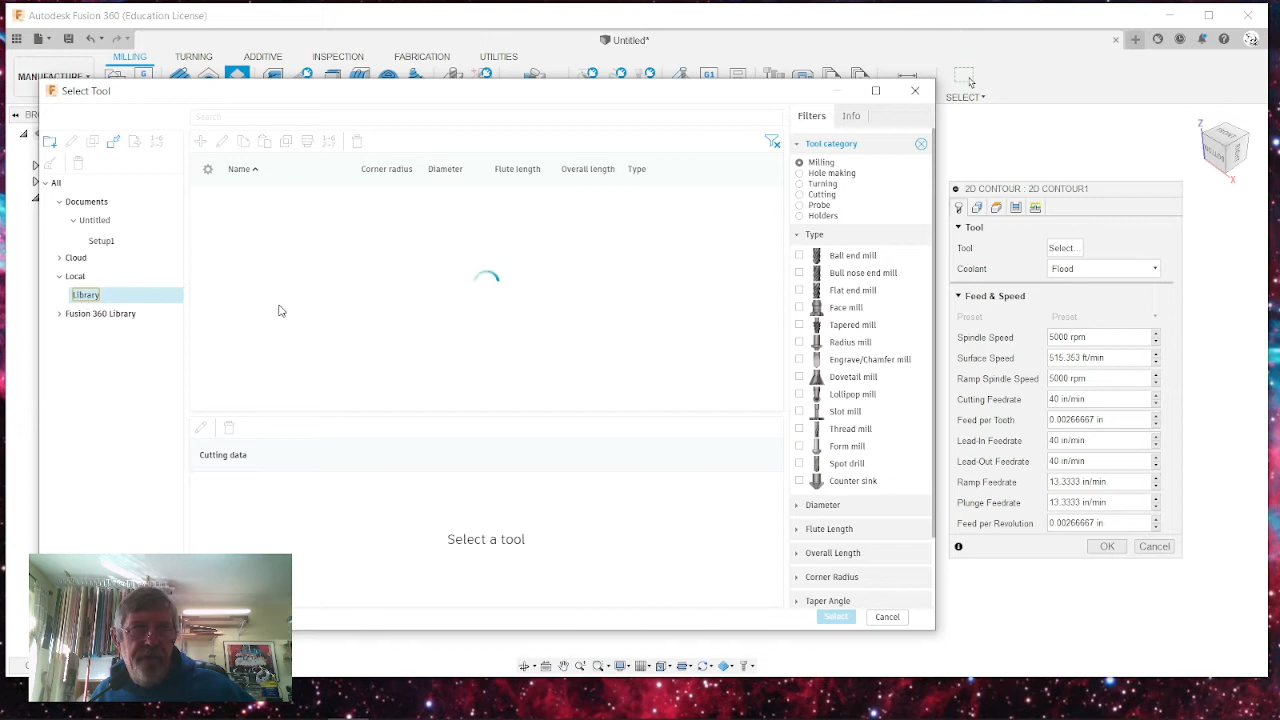 Autodesk Fusion 360 (Education License)
Untitled*
MILLING TURNING ADDITIVE INSPECTION FABRICATION UTILITIES
MANUFACTURE
G1
SELECT
Select Tool
Search
Name
Corner radius
Diameter
Flute length
Overall length
Type
All
Documents
Untitled
Setup1
Cloud
Local
Library
Fusion 360 Library
Cutting data
Select a tool
Filters
Info
Tool category
Milling
Hole making
Turning
Cutting
Probe
Holders
Type
Ball end mill
Bull nose end mill
Flat end mill
Face mill
Tapered mill
Radius mill
Engrave/Chamfer mill
Dovetail mill
Lollipop mill
Slot mill
Thread mill
Form mill
Spot drill
Counter sink
Diameter
Flute Length
Overall Length
Corner Radius
Taper Angle
Select
Cancel
Z
FRONT
BOTTOM
X
2D CONTOUR : 2D CONTOUR1
Tool
Tool Select...
Coolant Flood
Feed & Speed
Preset Preset
Spindle Speed 5000 rpm
Surface Speed 515.353 ft/min
Ramp Spindle Speed 5000 rpm
Cutting Feedrate 40 in/min
Feed per Tooth 0.00266667 in
Lead-In Feedrate 40 in/min
Lead-Out Feedrate 40 in/min
Ramp Feedrate 13.3333 in/min
Plunge Feedrate 13.3333 in/min
Feed per Revolution 0.00266667 in
OK
Cancel